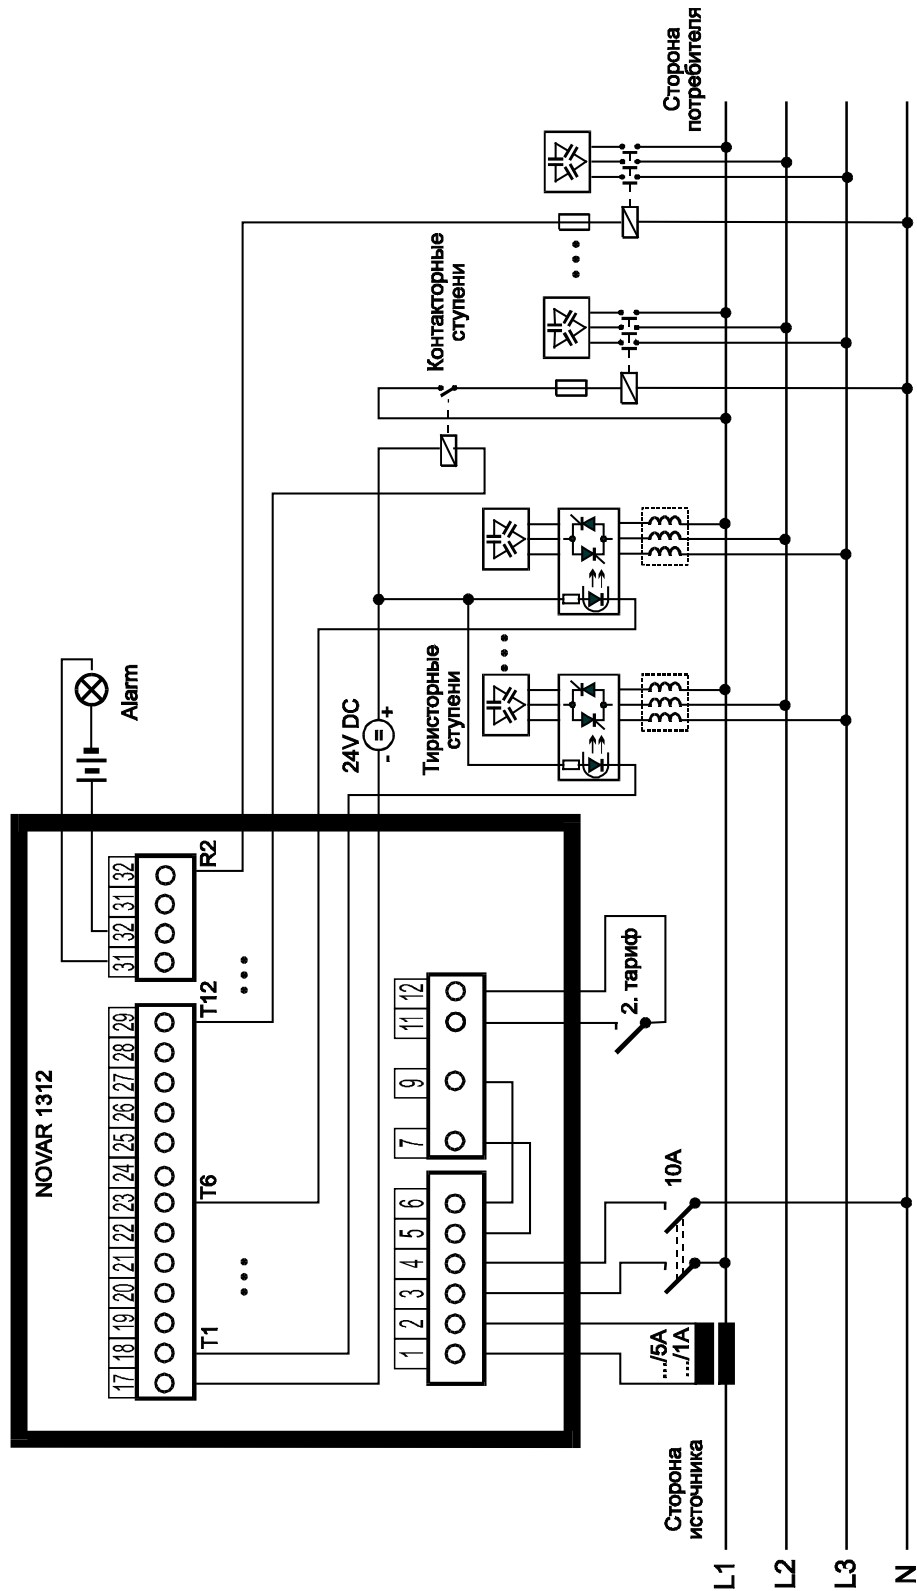 NOVAR 1312
17 18 19 20 21 22 23 24 25 26 27 28 29
31 32 31 32
T1
T6
T12
R2
1 2 3 4 5 6
7 9 11 12
Alarm
24V DC
- = +
Тиристорные
ступени
Контакторные
ступени
2. тариф
10A
.../5A
.../1A
Сторона
источника
Сторона
потребителя
L1
L2
L3
N